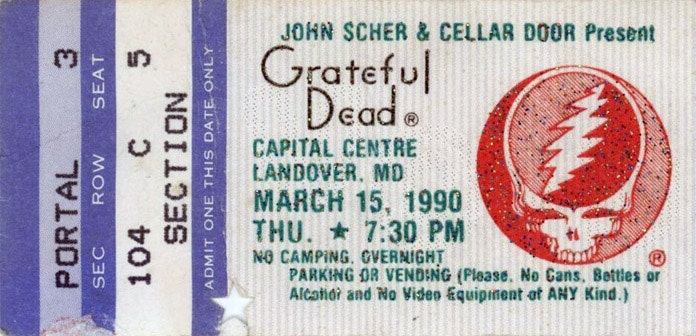 PORTAL 3
SEC ROW SEAT
104 C 5
SECTION
ADMIT ONE THIS DATE ONLY
JOHN SCHER & CELLAR DOOR Present
Grateful
Dead ®
CAPITAL CENTRE
LANDOVER, MD
MARCH 15, 1990
THU. ★ 7:30 PM
NO CAMPING, OVERNIGHT
PARKING OR VENDING (Please, No Cans, Bottles or
Alcohol and No Video Equipment of ANY Kind.)
®